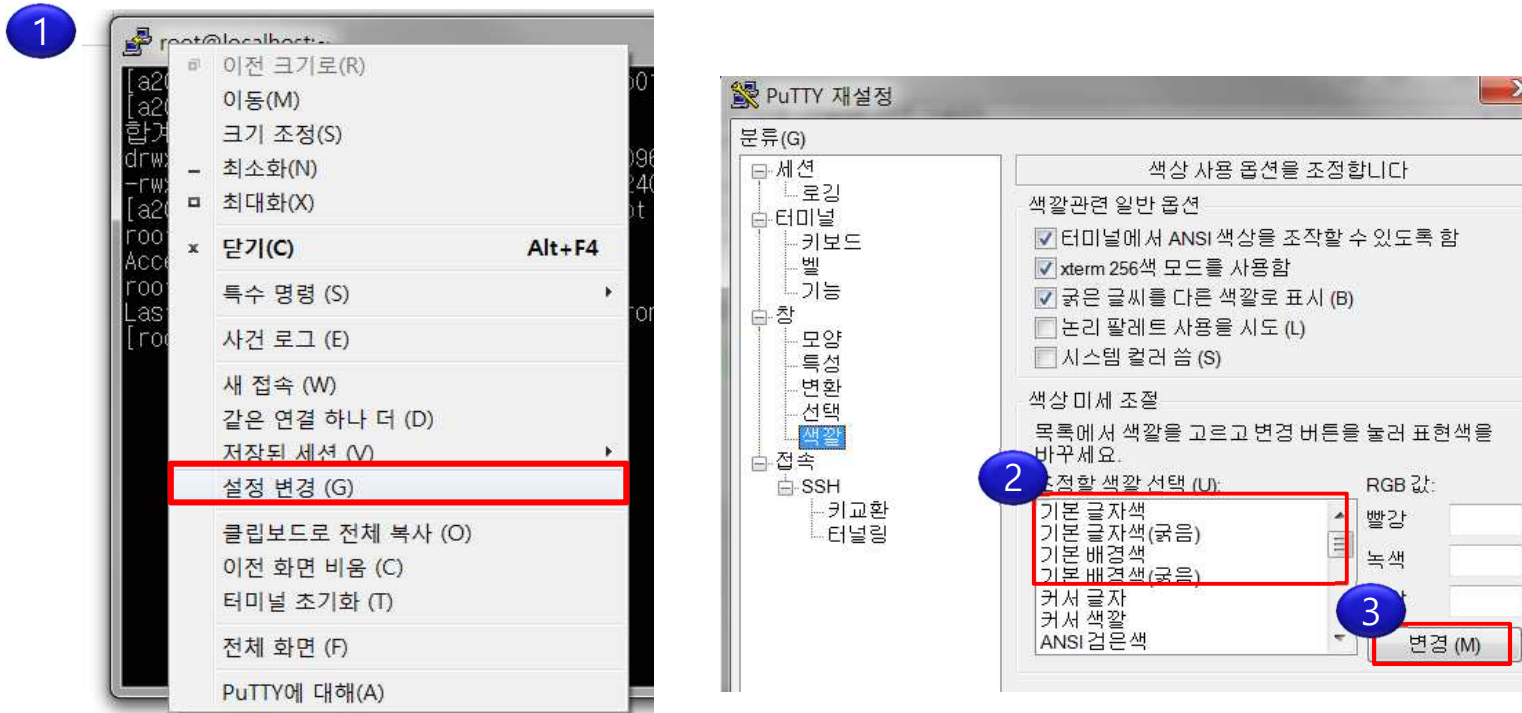 1
root@localhost:~
이전 크기로(R)
이동(M)
크기 조정(S)
최소화(N)
최대화(X)
닫기(C) Alt+F4
특수 명령 (S)
사건 로그 (E)
새 접속 (W)
같은 연결 하나 더 (D)
저장된 세션 (V)
설정 변경 (G)
클립보드로 전체 복사 (O)
이전 화면 비움 (C)
터미널 초기화 (T)
전체 화면 (F)
PuTTY에 대해(A)
PuTTY 재설정
분류(G)
세션
로깅
터미널
키보드
벨
기능
창
모양
특성
변환
선택
색깔
접속
SSH
키교환
터널링
색상 사용 옵션을 조정합니다
색깔관련 일반 옵션
터미널에서 ANSI 색상을 조작할 수 있도록 함
xterm 256색 모드를 사용함
굵은 글씨를 다른 색깔로 표시 (B)
논리 팔레트 사용을 시도 (L)
시스템 컬러 씀 (S)
색상 미세 조절
목록에서 색깔을 고르고 변경 버튼을 눌러 표현색을
바꾸세요.
2
조정할 색깔 선택 (U):
RGB 값:
기본 글자색
기본 글자색(굵음)
기본 배경색
기본 배경색(굵음)
커서 글자
커서 색깔
ANSI 검은색
빨강
녹색
3
변경 (M)